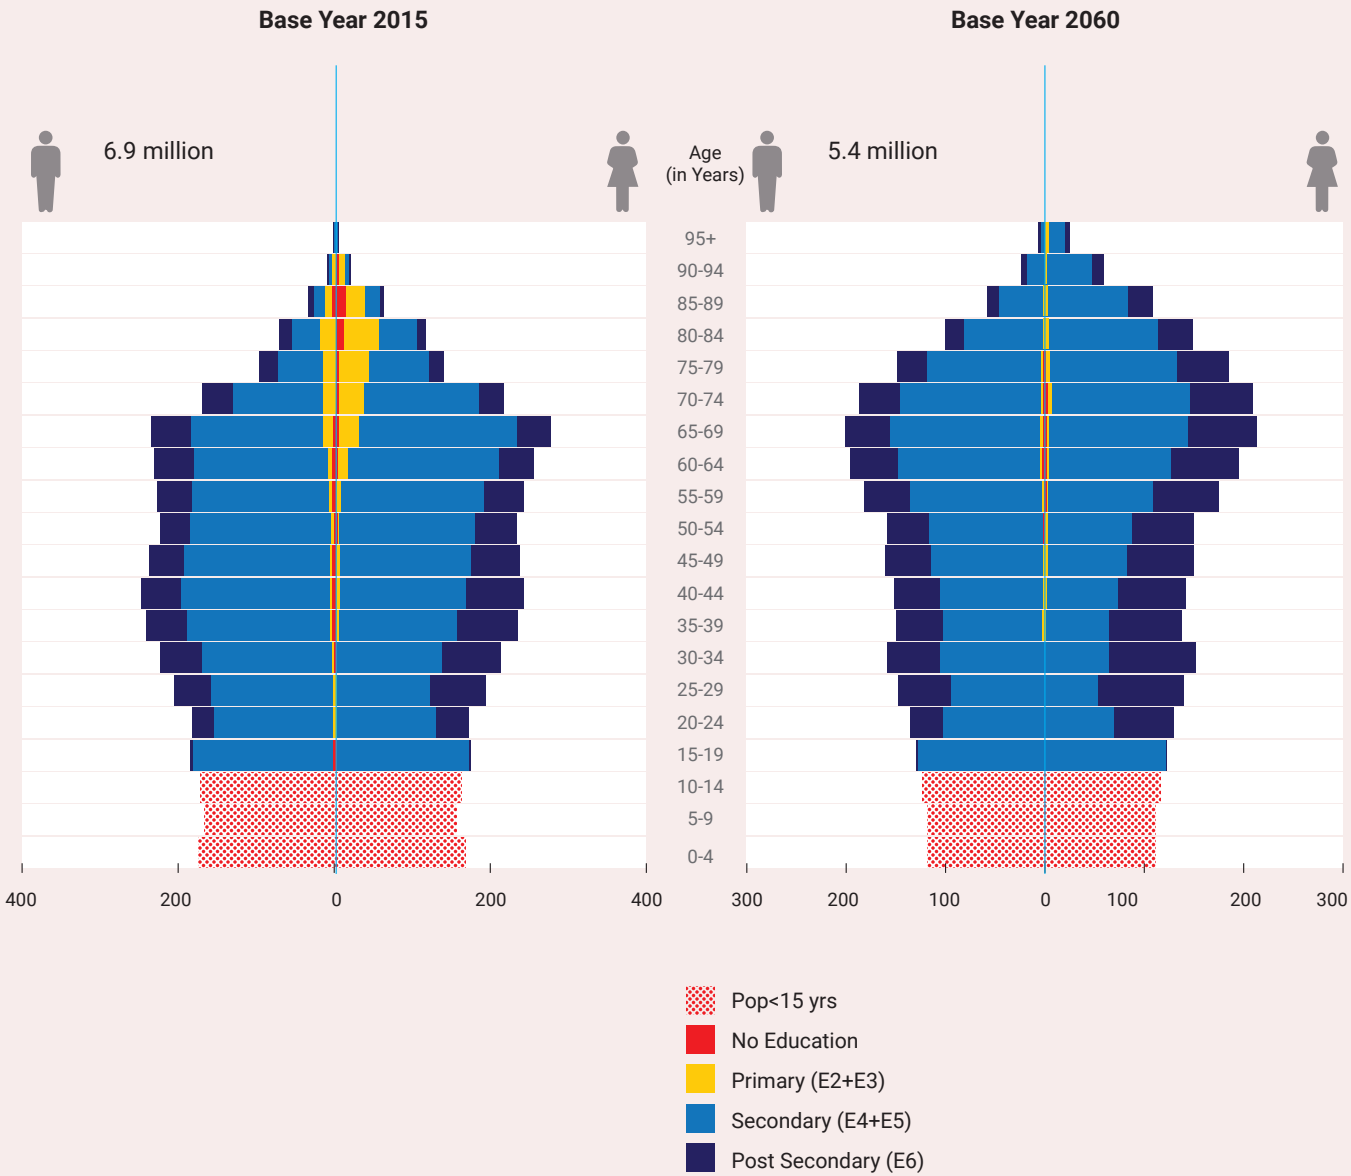 Base Year 2015
Base Year 2060
6.9 million
Age
(in Years)
5.4 million
95+
90-94
85-89
80-84
75-79
70-74
65-69
60-64
55-59
50-54
45-49
40-44
35-39
30-34
25-29
20-24
15-19
10-14
5-9
0-4
400 200 0 200 400
300 200 100 0 100 200 300
Pop<15 yrs
No Education
Primary (E2+E3)
Secondary (E4+E5)
Post Secondary (E6)